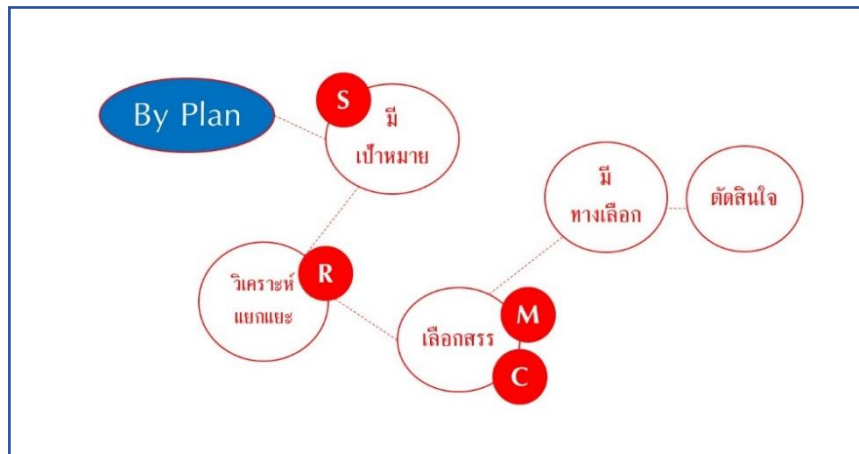 By Plan
S
มี
เป้าหมาย
วิเคราะห์
แยกแยะ
R
เลือกสรร
M
C
มี
ทางเลือก
ตัดสินใจ